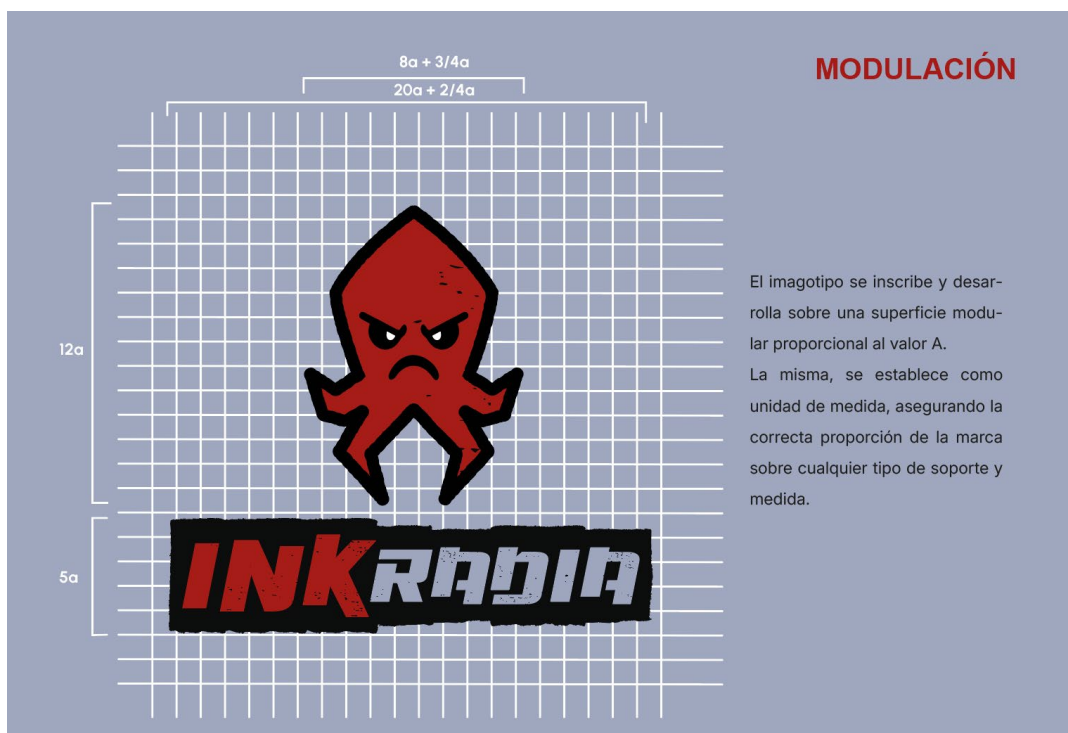 MODULACIÓN
8a + 3/4a
20a + 2/4a
12a
5a
INKRADIA
El imagotipo se inscribe y desar-
rolla sobre una superficie modu-
lar proporcional al valor A.
La misma, se establece como
unidad de medida, asegurando la
correcta proporción de la marca
sobre cualquier tipo de soporte y
medida.